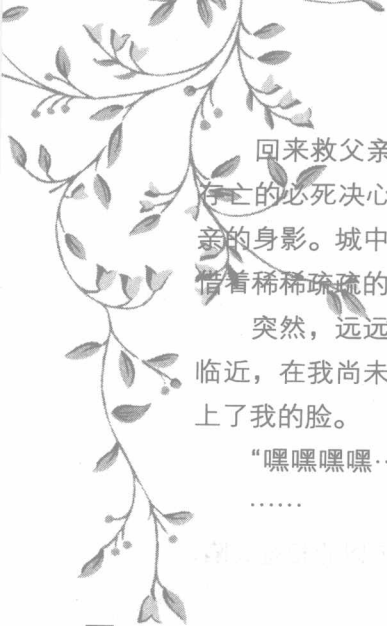 回来救父亲
存亡的必死决心
亲的身影。城中
借着稀稀疏疏的
突然，远远
临近，在我尚未
上了我的脸。
“嘿嘿嘿嘿…
……